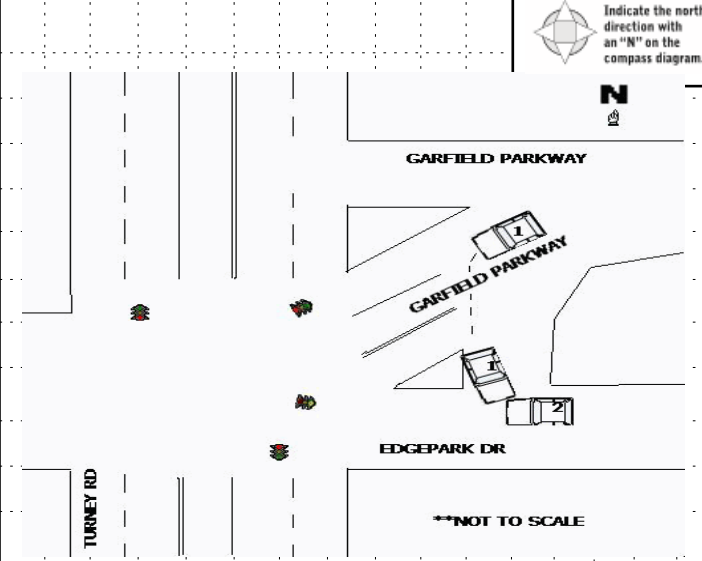 Indicate the north
direction with
an "N" on the
compass diagram.
N
GARFIELD PARKWAY
1
GARFIELD PARKWAY
1
2
EDGEPARK DR
TURNEY RD
**NOT TO SCALE